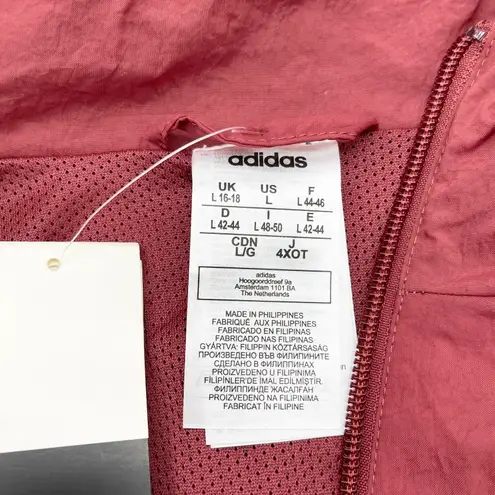 adidas
UK US F
L 16-18 L L 44-46
D I E
L 42-44 L 48-50 L 42-44
CDN J
L/G 4XOT
adidas
Hoogoorddreef 9a
Amsterdam 1101 BA
The Netherlands
MADE IN PHILIPPINES
FABRIQUÉ AUX PHILIPPINES
FABRICADO EN FILIPINAS
FABRICADO NAS FILIPINAS
GYÁRTVA: FILIPPIN KÖZTÁRSASÁG
ПРОИЗВЕДЕНО ВЪВ ФИЛИПИНИТЕ
СДЕЛАНО В ФИЛИППИНАХ
PROIZVEDENO U FILIPINIMA
FİLİPİNLER'DE İMAL EDİLMİŞTİR.
ФИЛИППИНДЕ ЖАСАЛҒАН
PROIZVEDENO NA FILIPINIMA
FABRICAT ÎN FILIPINE